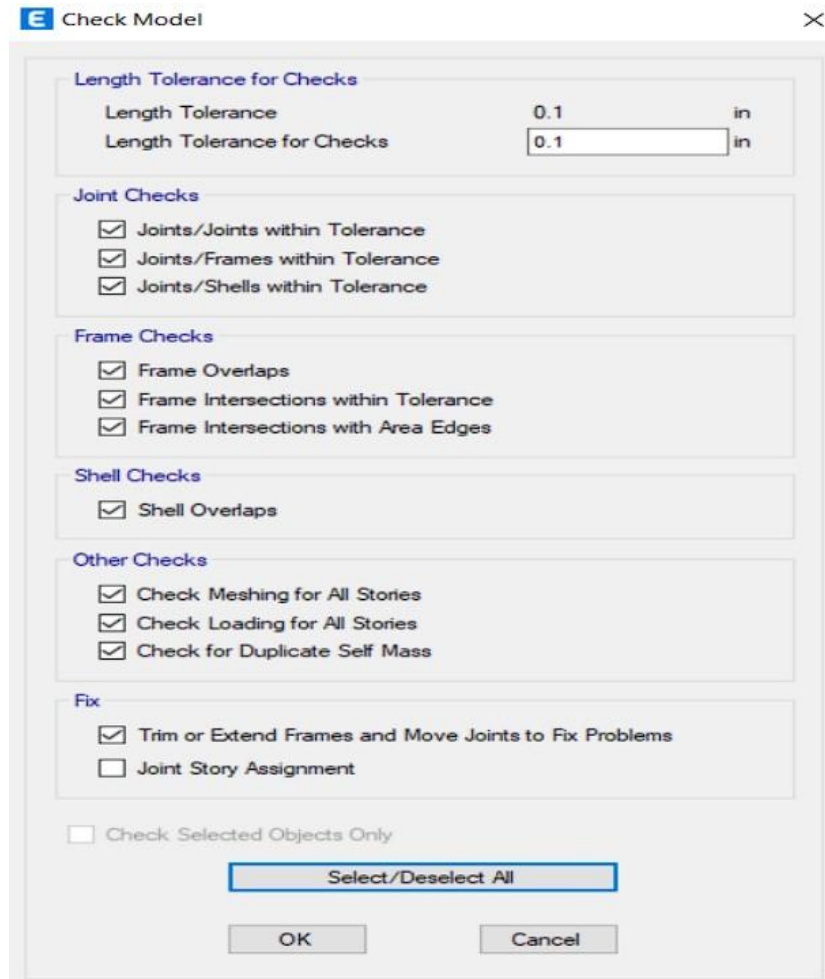 E Check Model
Length Tolerance for Checks
Length Tolerance 0.1 in
Length Tolerance for Checks 0.1 in
Joint Checks
Joints/Joints within Tolerance
Joints/Frames within Tolerance
Joints/Shells within Tolerance
Frame Checks
Frame Overlaps
Frame Intersections within Tolerance
Frame Intersections with Area Edges
Shell Checks
Shell Overlaps
Other Checks
Check Meshing for All Stories
Check Loading for All Stories
Check for Duplicate Self Mass
Fix
Trim or Extend Frames and Move Joints to Fix Problems
Joint Story Assignment
Check Selected Objects Only
Select/Deselect All
OK Cancel